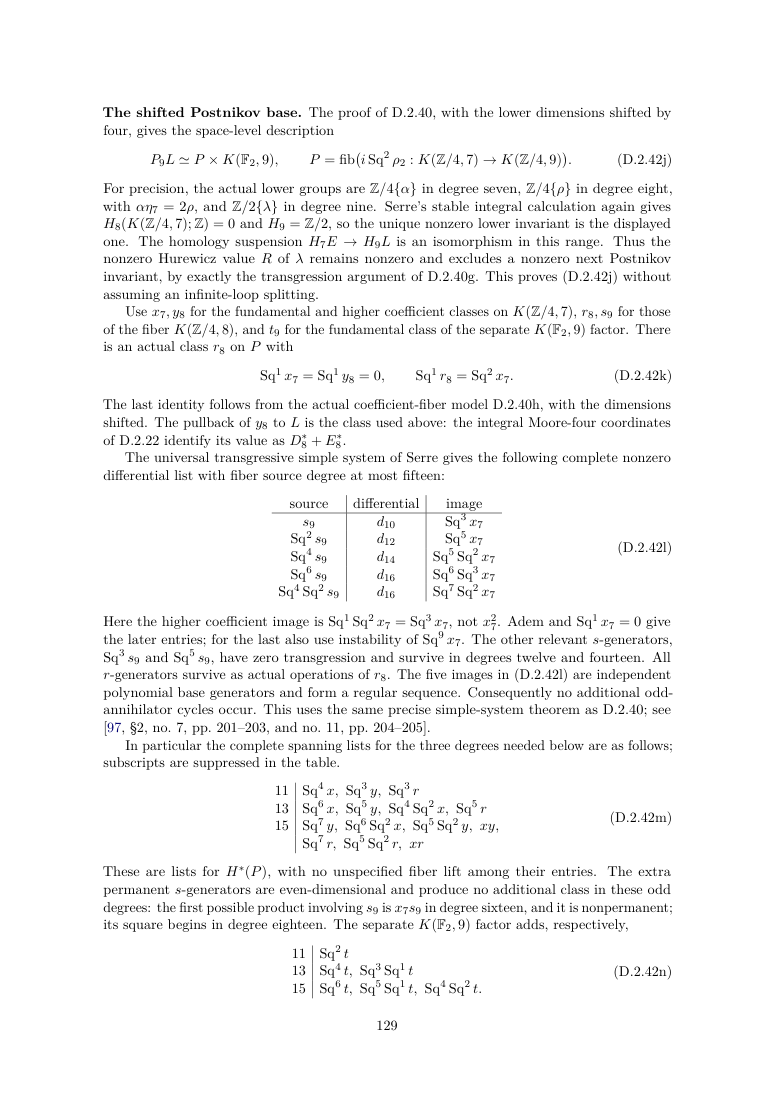 The shifted Postnikov base. The proof of D.2.40, with the lower dimensions shifted by
four, gives the space-level description
P₉L ≃ P × K(𝔽₂, 9), P = fib(i Sq² ρ₂ : K(ℤ/4, 7) → K(ℤ/4, 9)). (D.2.42j)
For precision, the actual lower groups are ℤ/4{α} in degree seven, ℤ/4{ρ} in degree eight,
with αη₇ = 2ρ, and ℤ/2{λ} in degree nine. Serre's stable integral calculation again gives
H₈(K(ℤ/4, 7); ℤ) = 0 and H₉ = ℤ/2, so the unique nonzero lower invariant is the displayed
one. The homology suspension H₇E → H₉L is an isomorphism in this range. Thus the
nonzero Hurewicz value R of λ remains nonzero and excludes a nonzero next Postnikov
invariant, by exactly the transgression argument of D.2.40g. This proves (D.2.42j) without
assuming an infinite-loop splitting.
Use x₇, y₈ for the fundamental and higher coefficient classes on K(ℤ/4, 7), r₈, s₉ for those
of the fiber K(ℤ/4, 8), and t₉ for the fundamental class of the separate K(𝔽₂, 9) factor. There
is an actual class r₈ on P with
Sq¹ x₇ = Sq¹ y₈ = 0, Sq¹ r₈ = Sq² x₇. (D.2.42k)
The last identity follows from the actual coefficient-fiber model D.2.40h, with the dimensions
shifted. The pullback of y₈ to L is the class used above: the integral Moore-four coordinates
of D.2.22 identify its value as D₈* + E₈*.
The universal transgressive simple system of Serre gives the following complete nonzero
differential list with fiber source degree at most fifteen:
source differential image
s₉ d₁₀ Sq³ x₇
Sq² s₉ d₁₂ Sq⁵ x₇
Sq⁴ s₉ d₁₄ Sq⁵ Sq² x₇
Sq⁶ s₉ d₁₆ Sq⁶ Sq³ x₇
Sq⁴ Sq² s₉ d₁₆ Sq⁷ Sq² x₇
(D.2.42l)
Here the higher coefficient image is Sq¹ Sq² x₇ = Sq³ x₇, not x₇². Adem and Sq¹ x₇ = 0 give
the later entries; for the last also use instability of Sq⁹ x₇. The other relevant s-generators,
Sq³ s₉ and Sq⁵ s₉, have zero transgression and survive in degrees twelve and fourteen. All
r-generators survive as actual operations of r₈. The five images in (D.2.42l) are independent
polynomial base generators and form a regular sequence. Consequently no additional odd-
annihilator cycles occur. This uses the same precise simple-system theorem as D.2.40; see
[97, §2, no. 7, pp. 201–203, and no. 11, pp. 204–205].
In particular the complete spanning lists for the three degrees needed below are as follows;
subscripts are suppressed in the table.
11 Sq⁴ x, Sq³ y, Sq³ r
13 Sq⁶ x, Sq⁵ y, Sq⁴ Sq² x, Sq⁵ r
15 Sq⁷ y, Sq⁶ Sq² x, Sq⁵ Sq² y, xy,
Sq⁷ r, Sq⁵ Sq² r, xr
(D.2.42m)
These are lists for H*(P), with no unspecified fiber lift among their entries. The extra
permanent s-generators are even-dimensional and produce no additional class in these odd
degrees: the first possible product involving s₉ is x₇s₉ in degree sixteen, and it is nonpermanent;
its square begins in degree eighteen. The separate K(𝔽₂, 9) factor adds, respectively,
11 Sq² t
13 Sq⁴ t, Sq³ Sq¹ t
15 Sq⁶ t, Sq⁵ Sq¹ t, Sq⁴ Sq² t.
(D.2.42n)
129